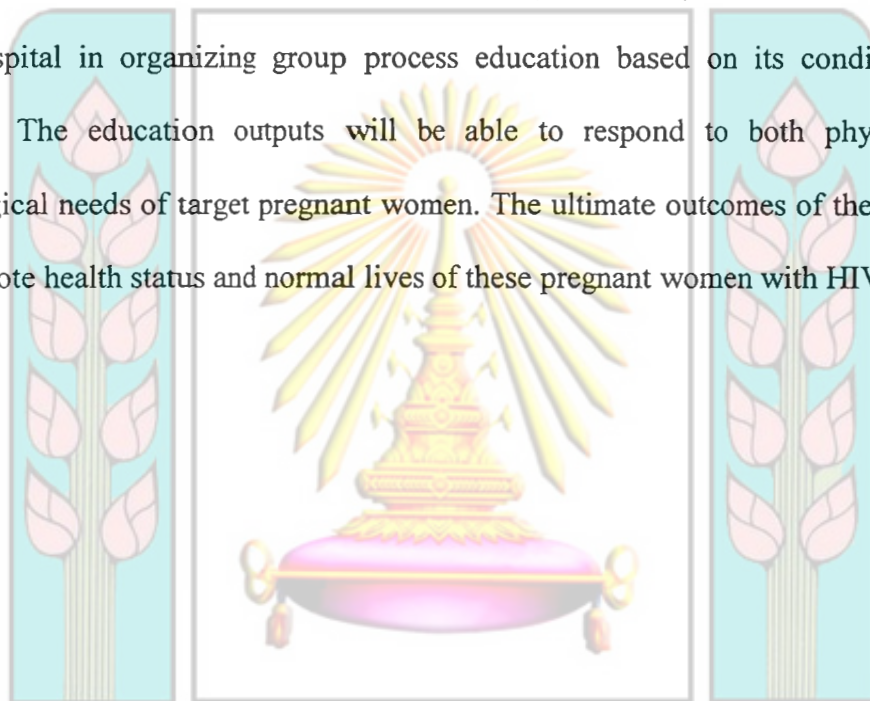 spital in organizing group process education based on its condi
The education outputs will be able to respond to both phy
gical needs of target pregnant women. The ultimate outcomes of the
ote health status and normal lives of these pregnant women with HIV